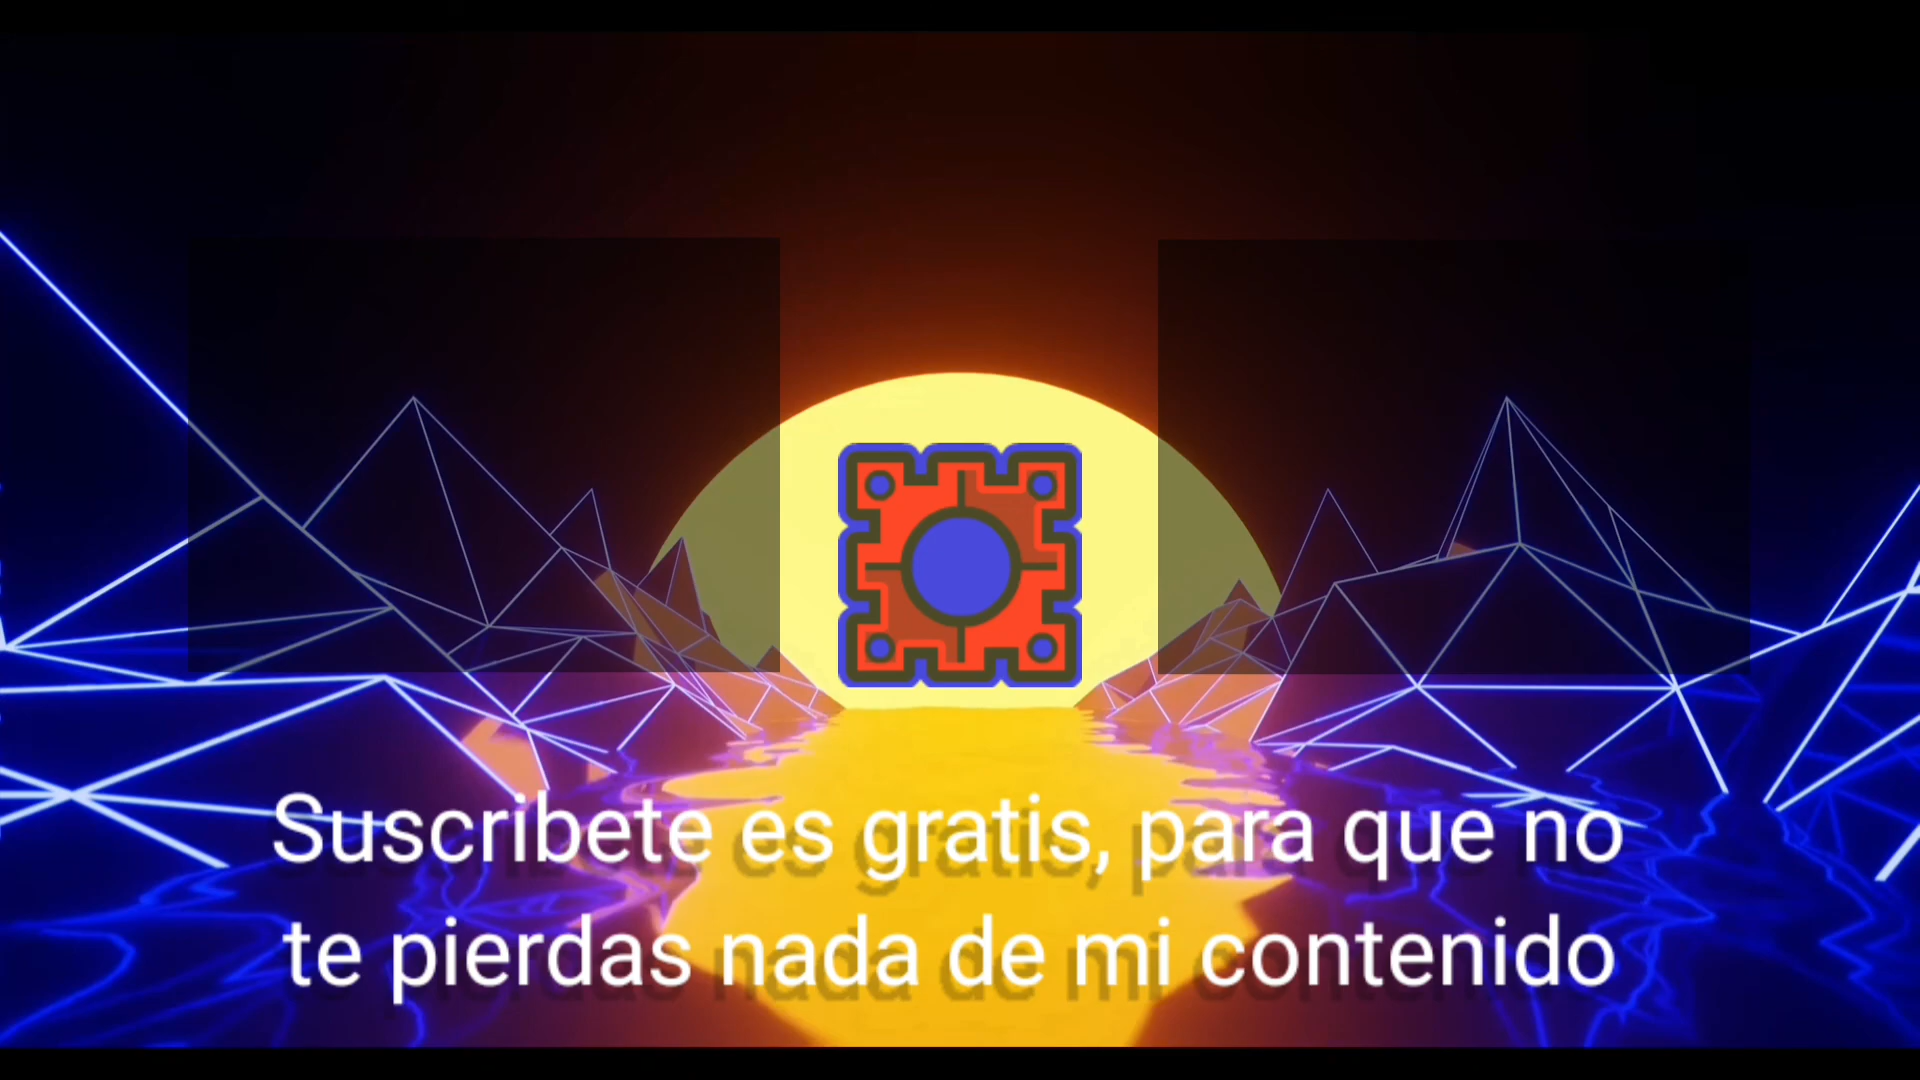 Suscribete es gratis, para que no
te pierdas nada de mi contenido